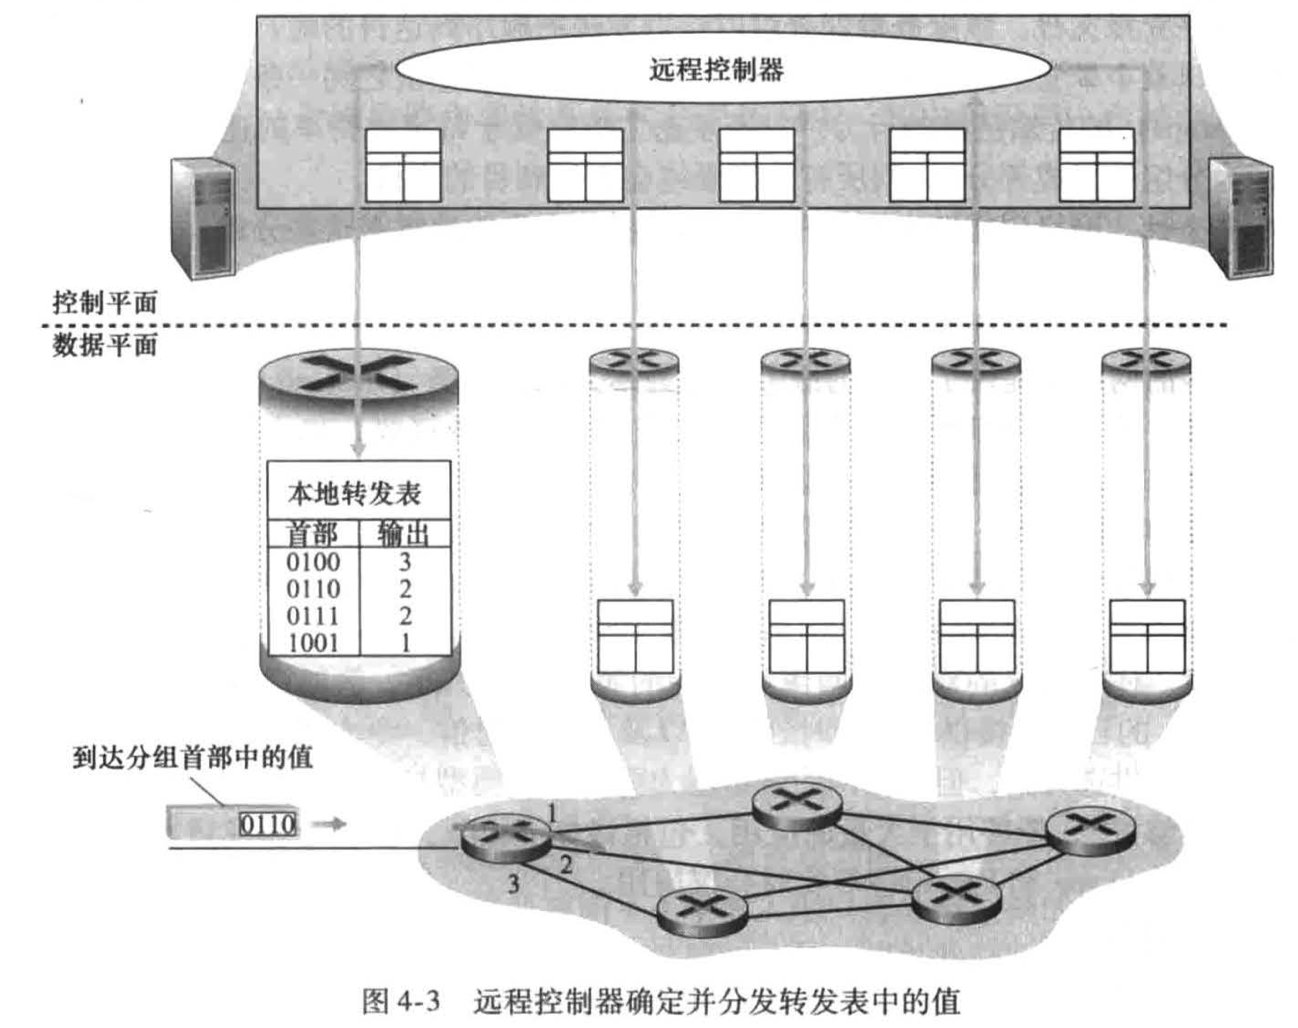 远程控制器
控制平面
数据平面
本地转发表
首部 输出
0100 3
0110 2
0111 2
1001 1
到达分组首部中的值
0110
1
2
3
图 4-3 远程控制器确定并分发转发表中的值